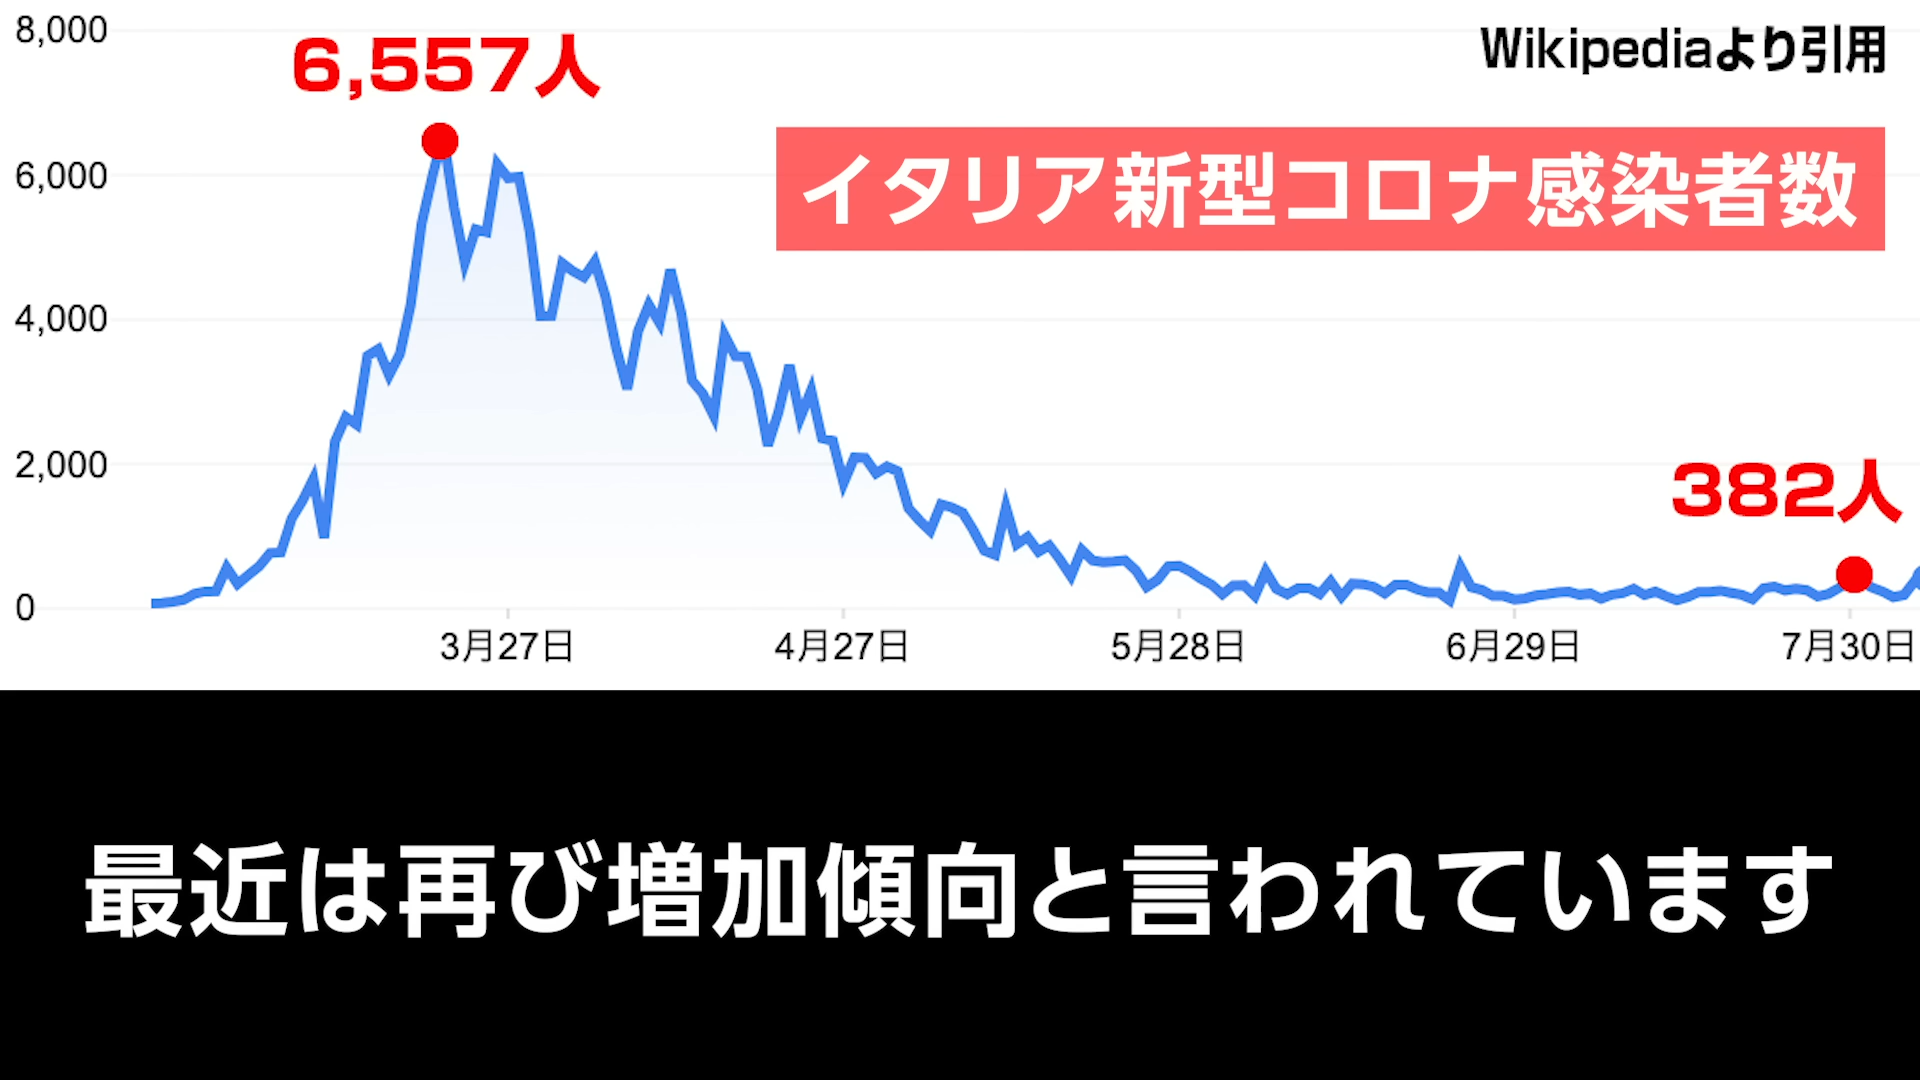 8,000
6,557人
Wikipediaより引用
イタリア新型コロナ感染者数
6,000
4,000
2,000
382人
0
3月27日
4月27日
5月28日
6月29日
7月30日
最近は再び増加傾向と言われています